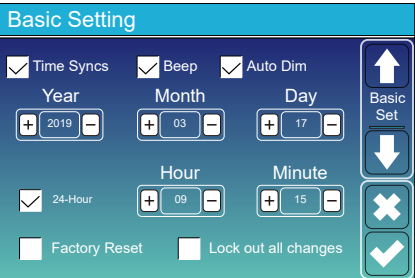 Basic Setting
Time Syncs Beep Auto Dim
Year Month Day
+ 2019 − + 03 − + 17 −
Basic
Set
Hour Minute
24-Hour + 09 − + 15 −
Factory Reset Lock out all changes